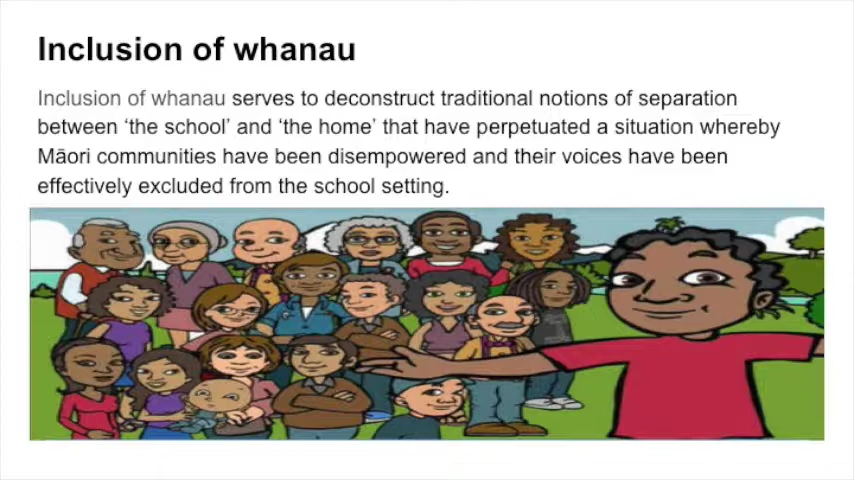 Inclusion of whanau
Inclusion of whanau serves to deconstruct traditional notions of separation
between ‘the school’ and ‘the home’ that have perpetuated a situation whereby
Māori communities have been disempowered and their voices have been
effectively excluded from the school setting.